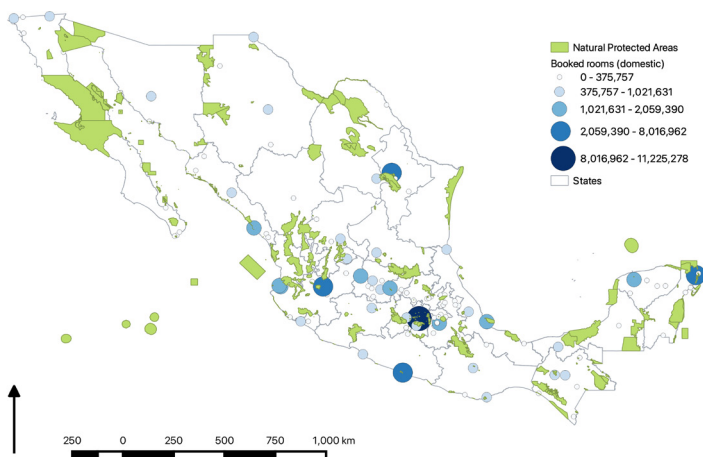 Natural Protected Areas
Booked rooms (domestic)
0 - 375,757
375,757 - 1,021,631
1,021,631 - 2,059,390
2,059,390 - 8,016,962
8,016,962 - 11,225,278
States
250 0 250 500 750 1,000 km